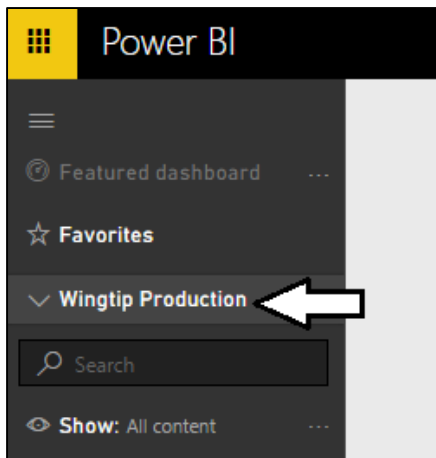 Power BI
Featured dashboard ...
Favorites
Wingtip Production
Search
Show: All content ...